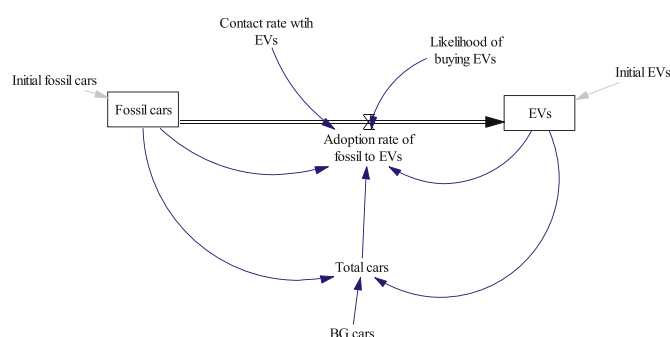 Contact rate wtih
EVs
Likelihood of
buying EVs
Initial fossil cars
Initial EVs
Fossil cars
EVs
Adoption rate of
fossil to EVs
Total cars
BG cars